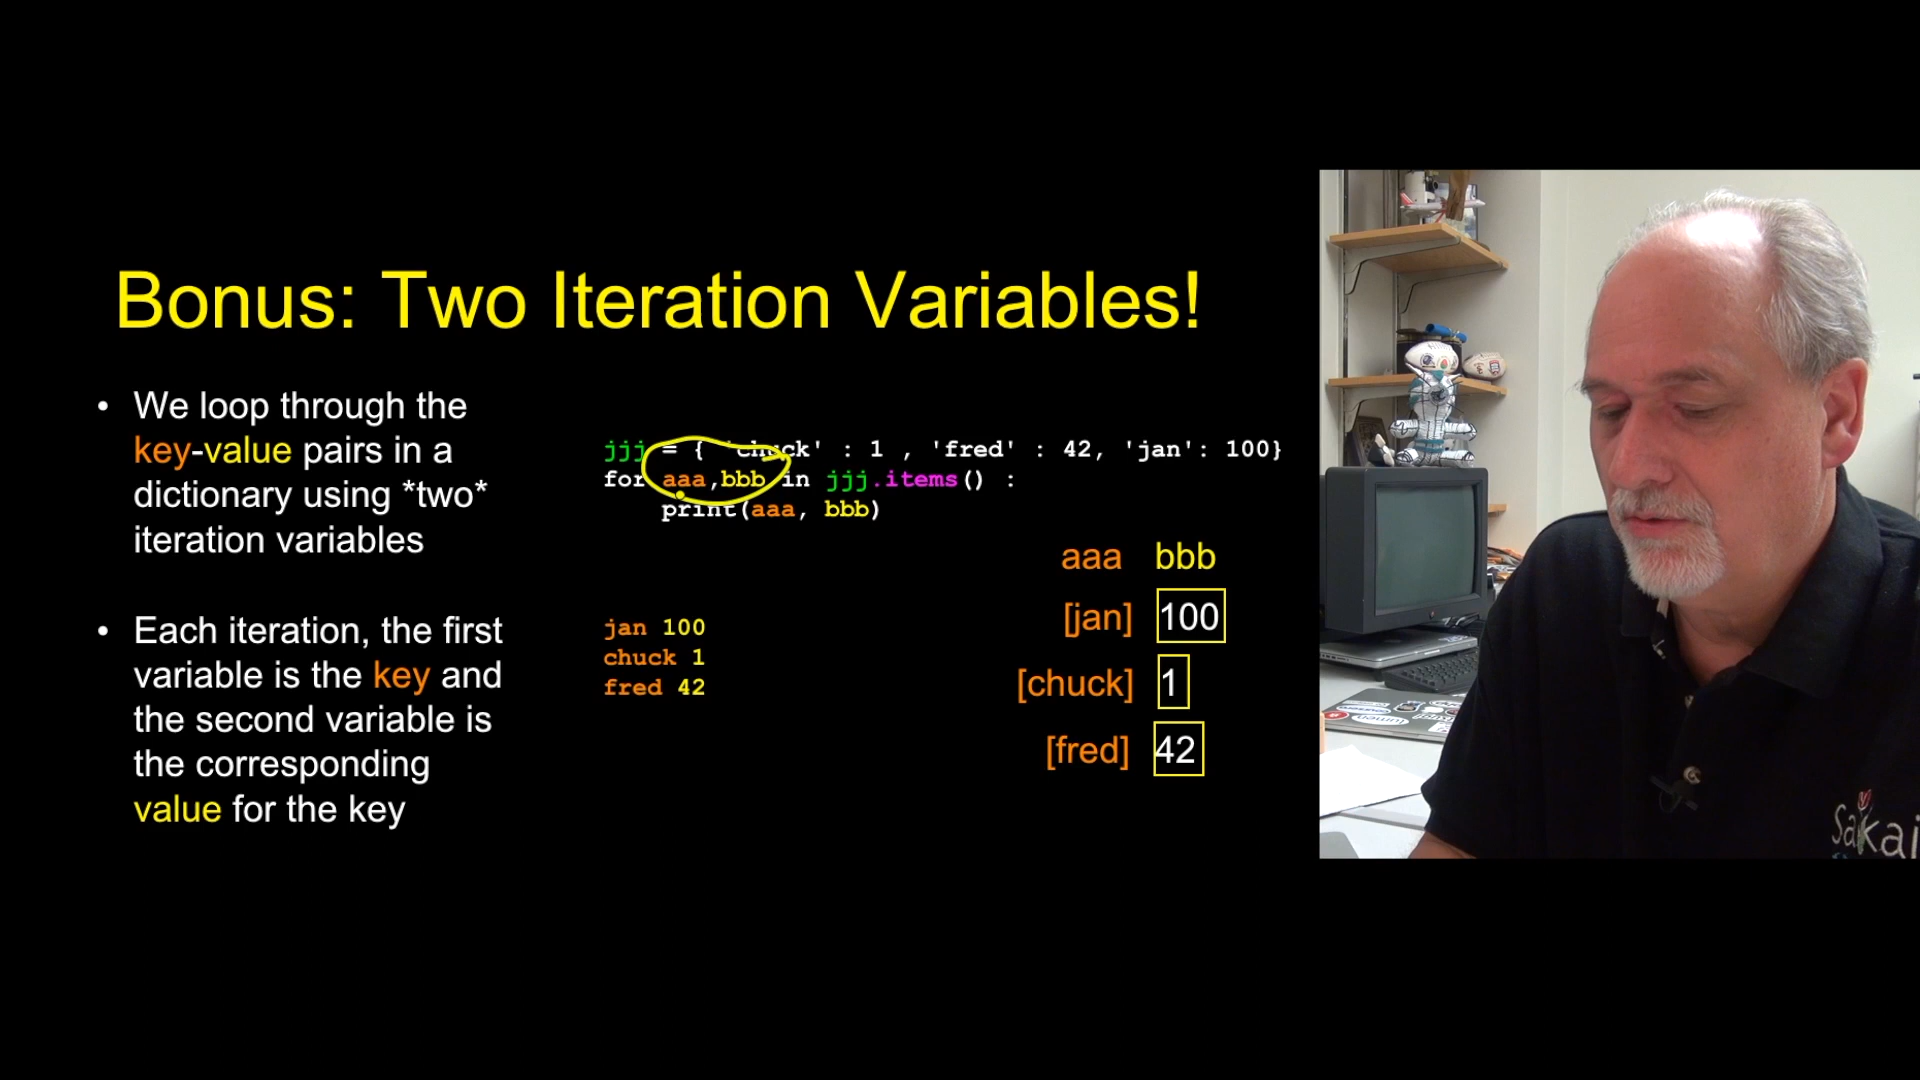 Bonus: Two Iteration Variables!
• We loop through the
key-value pairs in a
dictionary using *two*
iteration variables
• Each iteration, the first
variable is the key and
the second variable is
the corresponding
value for the key
jjj = { 'chuck' : 1 , 'fred' : 42, 'jan': 100}
for aaa,bbb in jjj.items() :
print(aaa, bbb)
jan 100
chuck 1
fred 42
aaa bbb
[jan] 100
[chuck] 1
[fred] 42
Sakai